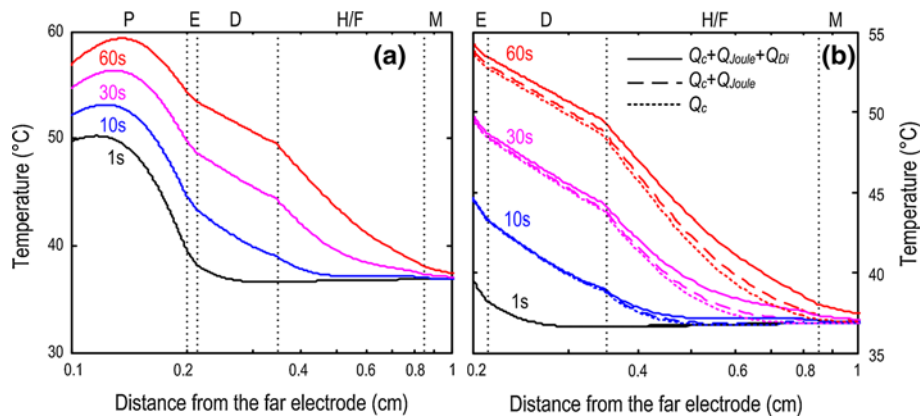 P E D H/F M
60 50 40 30
Temperature (°C)
(a)
60s
30s
10s
1s
0.1 0.2 0.4 0.6 1
Distance from the far electrode (cm)
E D H/F M
(b)
Qc+QJoule+QDi
Qc+QJoule
Qc
60s
30s
10s
1s
55 50 45 40 35
Temperature (°C)
0.2 0.4 0.6 0.8 1
Distance from the far electrode (cm)